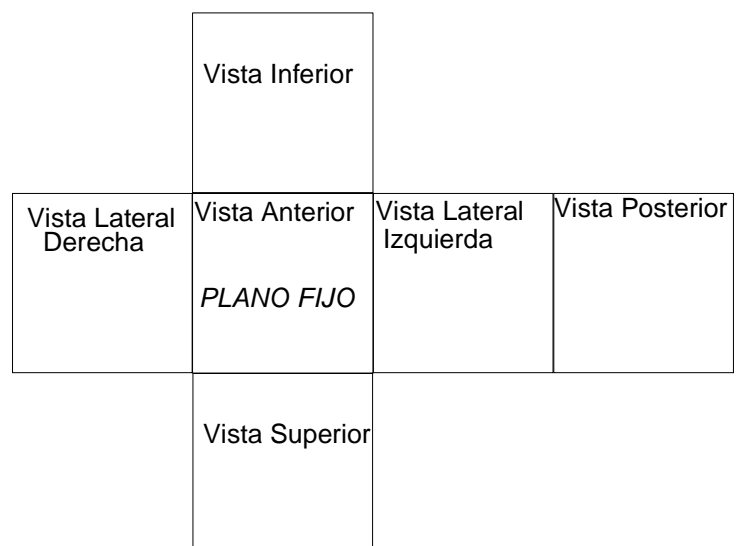 Vista Inferior
Vista Lateral
Derecha
Vista Anterior
PLANO FIJO
Vista Lateral
Izquierda
Vista Posterior
Vista Superior